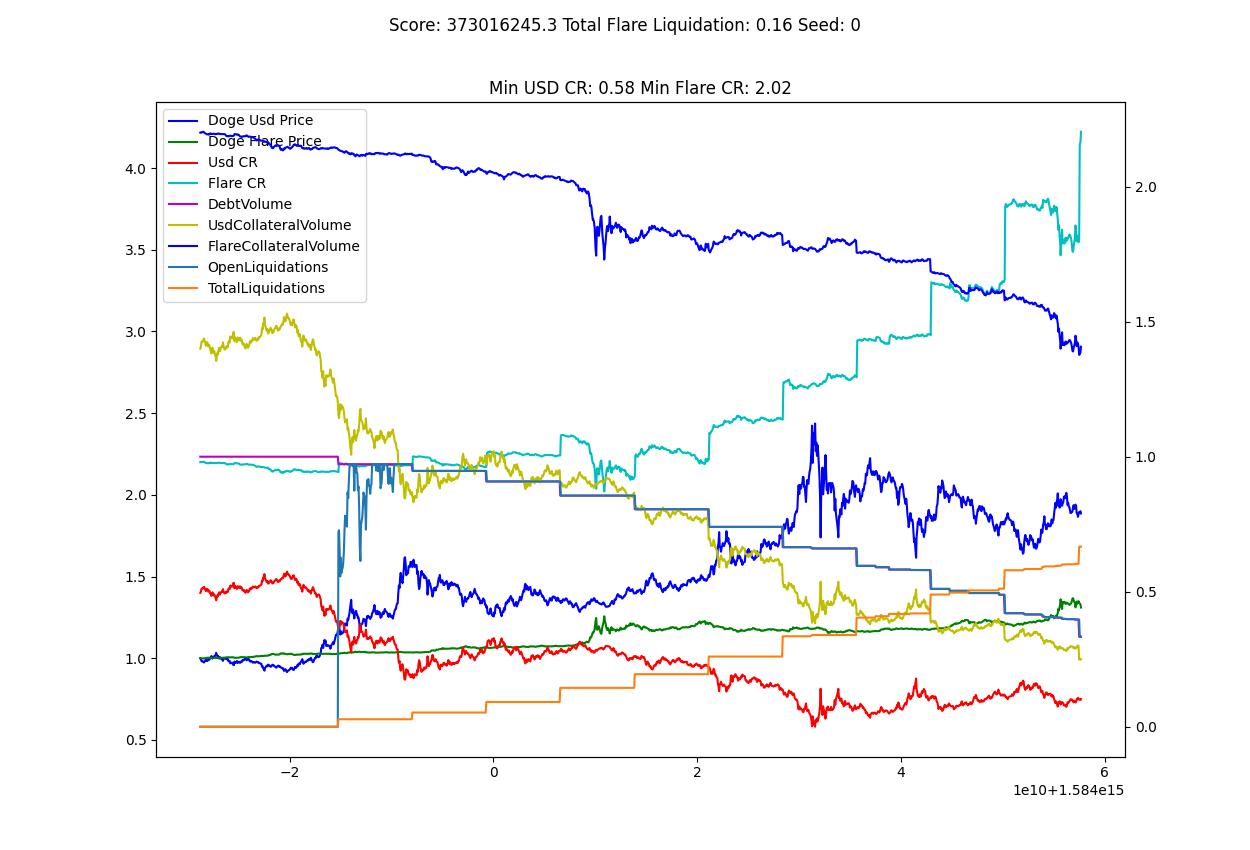 Score: 373016245.3 Total Flare Liquidation: 0.16 Seed: 0
Min USD CR: 0.58 Min Flare CR: 2.02
Doge Usd Price
Doge Flare Price
Usd CR
Flare CR
DebtVolume
UsdCollateralVolume
FlareCollateralVolume
OpenLiquidations
TotalLiquidations
4.0
3.5
3.0
2.5
2.0
1.5
1.0
0.5
2.0
1.5
1.0
0.5
0.0
−2 0 2 4 6
1e10+1.584e15